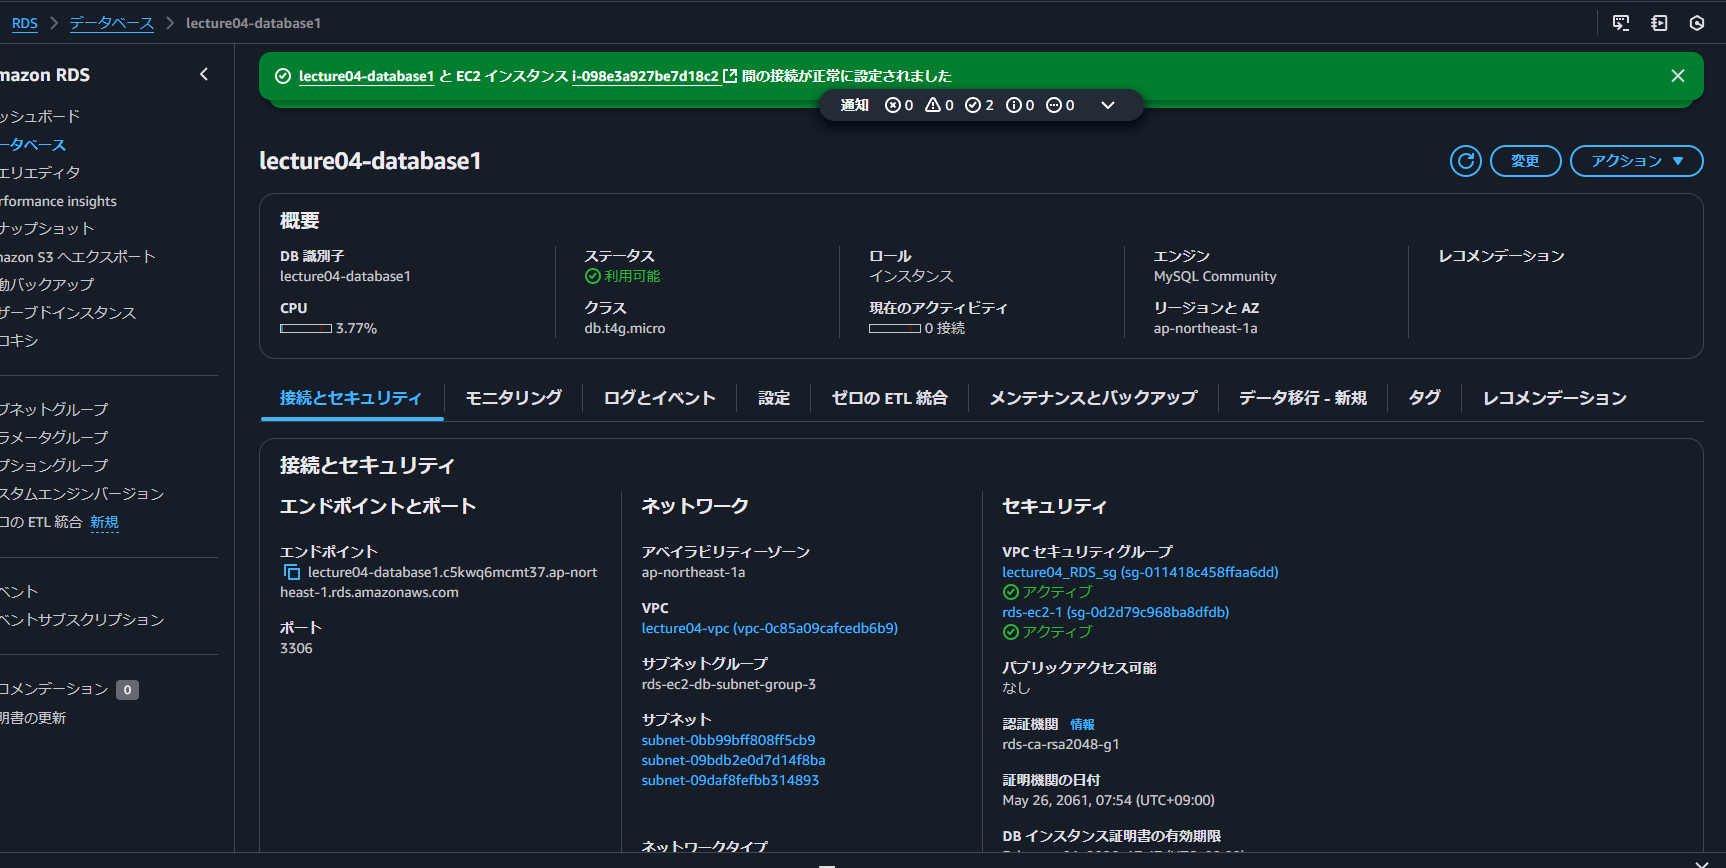 RDS > データベース > lecture04-database1
mazon RDS
ッシュボード
ータベース
エリエディタ
rformance insights
ナップショット
nazon S3 へエクスポート
動バックアップ
ザーブドインスタンス
ロキシ
ブネットグループ
ラメータグループ
プショングループ
スタムエンジンバージョン
ロの ETL 統合 新規
ベント
ベントサブスクリプション
コメンデーション 0
明書の更新
lecture04-database1 と EC2 インスタンス i-098e3a927be7d18c2 間の接続が正常に設定されました
通知 0 0 2 0 0
lecture04-database1
変更
アクション
概要
DB 識別子
lecture04-database1
CPU
3.77%
ステータス
利用可能
クラス
db.t4g.micro
ロール
インスタンス
現在のアクティビティ
0 接続
エンジン
MySQL Community
リージョンと AZ
ap-northeast-1a
レコメンデーション
接続とセキュリティ
モニタリング
ログとイベント
設定
ゼロの ETL 統合
メンテナンスとバックアップ
データ移行 - 新規
タグ
レコメンデーション
接続とセキュリティ
エンドポイントとポート
エンドポイント
lecture04-database1.c5kwq6mcmt37.ap-nort
heast-1.rds.amazonaws.com
ポート
3306
ネットワーク
アベイラビリティーゾーン
ap-northeast-1a
VPC
lecture04-vpc (vpc-0c85a09cafcedb6b9)
サブネットグループ
rds-ec2-db-subnet-group-3
サブネット
subnet-0bb99bff808ff5cb9
subnet-09bdb2e0d7d14f8ba
subnet-09daf8fefbb314893
ネットワークタイプ
セキュリティ
VPC セキュリティグループ
lecture04_RDS_sg (sg-011418c458ffaa6dd)
アクティブ
rds-ec2-1 (sg-0d2d79c968ba8dfdb)
アクティブ
パブリックアクセス可能
なし
認証機関 情報
rds-ca-rsa2048-g1
証明機関の日付
May 26, 2061, 07:54 (UTC+09:00)
DB インスタンス証明書の有効期限